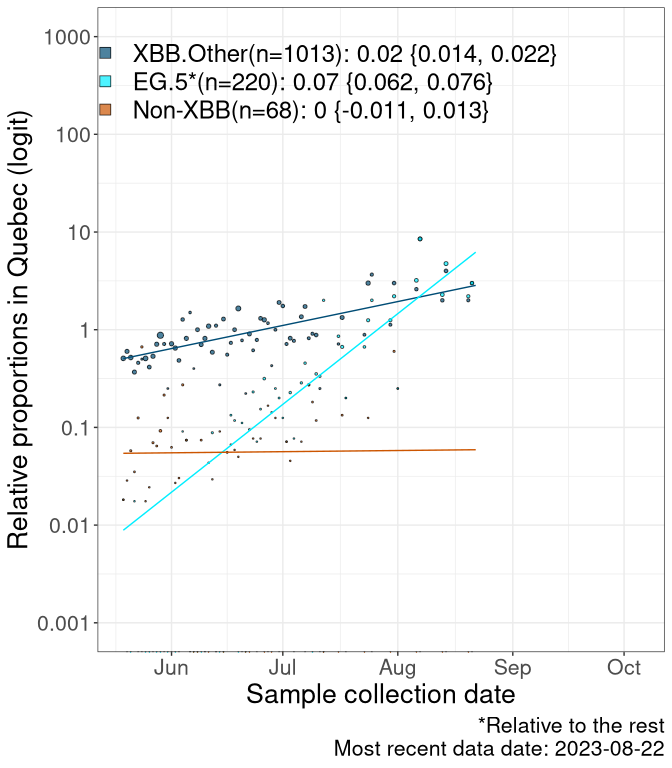 1000
100
10
1
0.1
0.01
0.001
Relative proportions in Quebec (logit)
XBB.Other(n=1013): 0.02 {0.014, 0.022}
EG.5*(n=220): 0.07 {0.062, 0.076}
Non-XBB(n=68): 0 {-0.011, 0.013}
Jun Jul Aug Sep Oct
Sample collection date
*Relative to the rest
Most recent data date: 2023-08-22